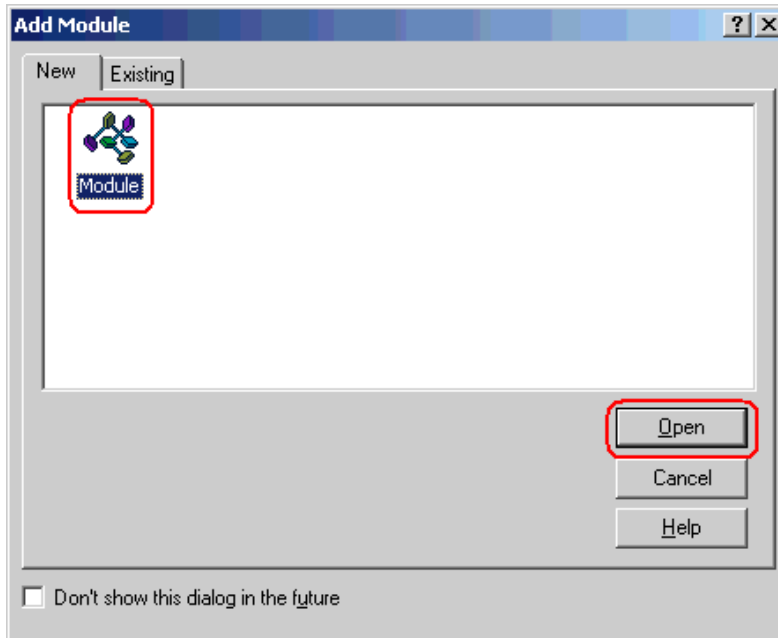 Add Module
New
Existing
Module
Open
Cancel
Help
Don't show this dialog in the future